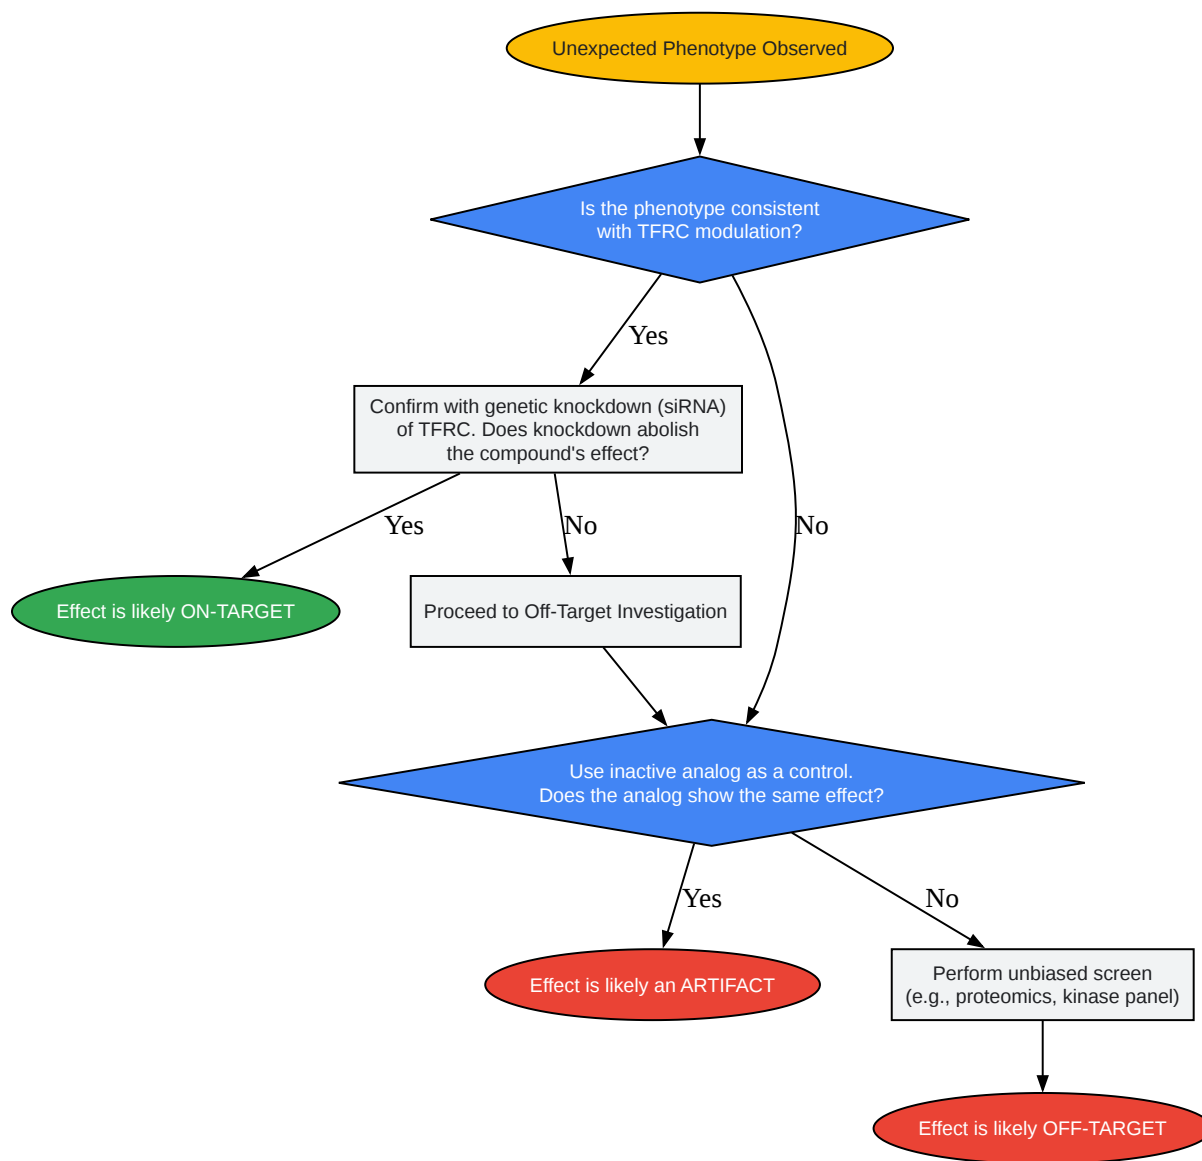 Unexpected Phenotype Observed
Is the phenotype consistent
with TFRC modulation?
Yes
Confirm with genetic knockdown (siRNA)
of TFRC. Does knockdown abolish
the compound's effect?
Yes
No
No
Effect is likely ON-TARGET
Proceed to Off-Target Investigation
Use inactive analog as a control.
Does the analog show the same effect?
Yes
No
Effect is likely an ARTIFACT
Perform unbiased screen
(e.g., proteomics, kinase panel)
Effect is likely OFF-TARGET